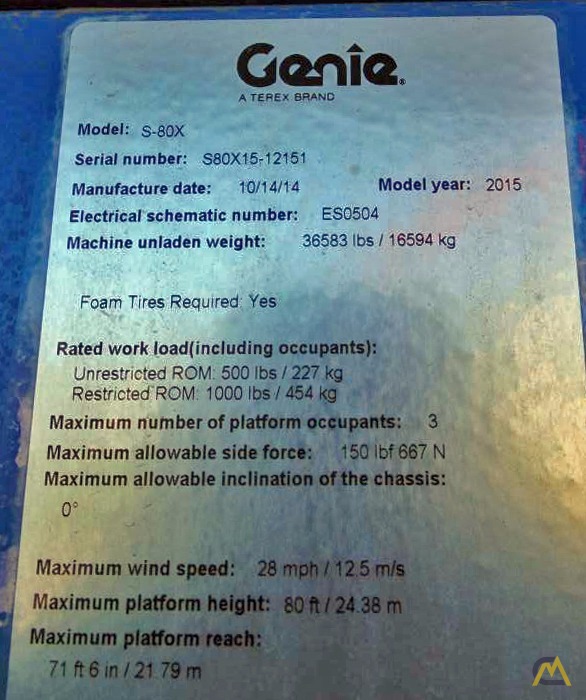 Genie
A TEREX BRAND
Model: S-80X
Serial number: S80X15-12151
Manufacture date: 10/14/14 Model year: 2015
Electrical schematic number: ES0504
Machine unladen weight: 36583 lbs / 16594 kg
Foam Tires Required: Yes
Rated work load(including occupants):
Unrestricted ROM: 500 lbs / 227 kg
Restricted ROM: 1000 lbs / 454 kg
Maximum number of platform occupants: 3
Maximum allowable side force: 150 lbf 667 N
Maximum allowable inclination of the chassis:
0°
Maximum wind speed: 28 mph / 12.5 m/s
Maximum platform height: 80 ft / 24.38 m
Maximum platform reach:
71 ft 6 in / 21.79 m